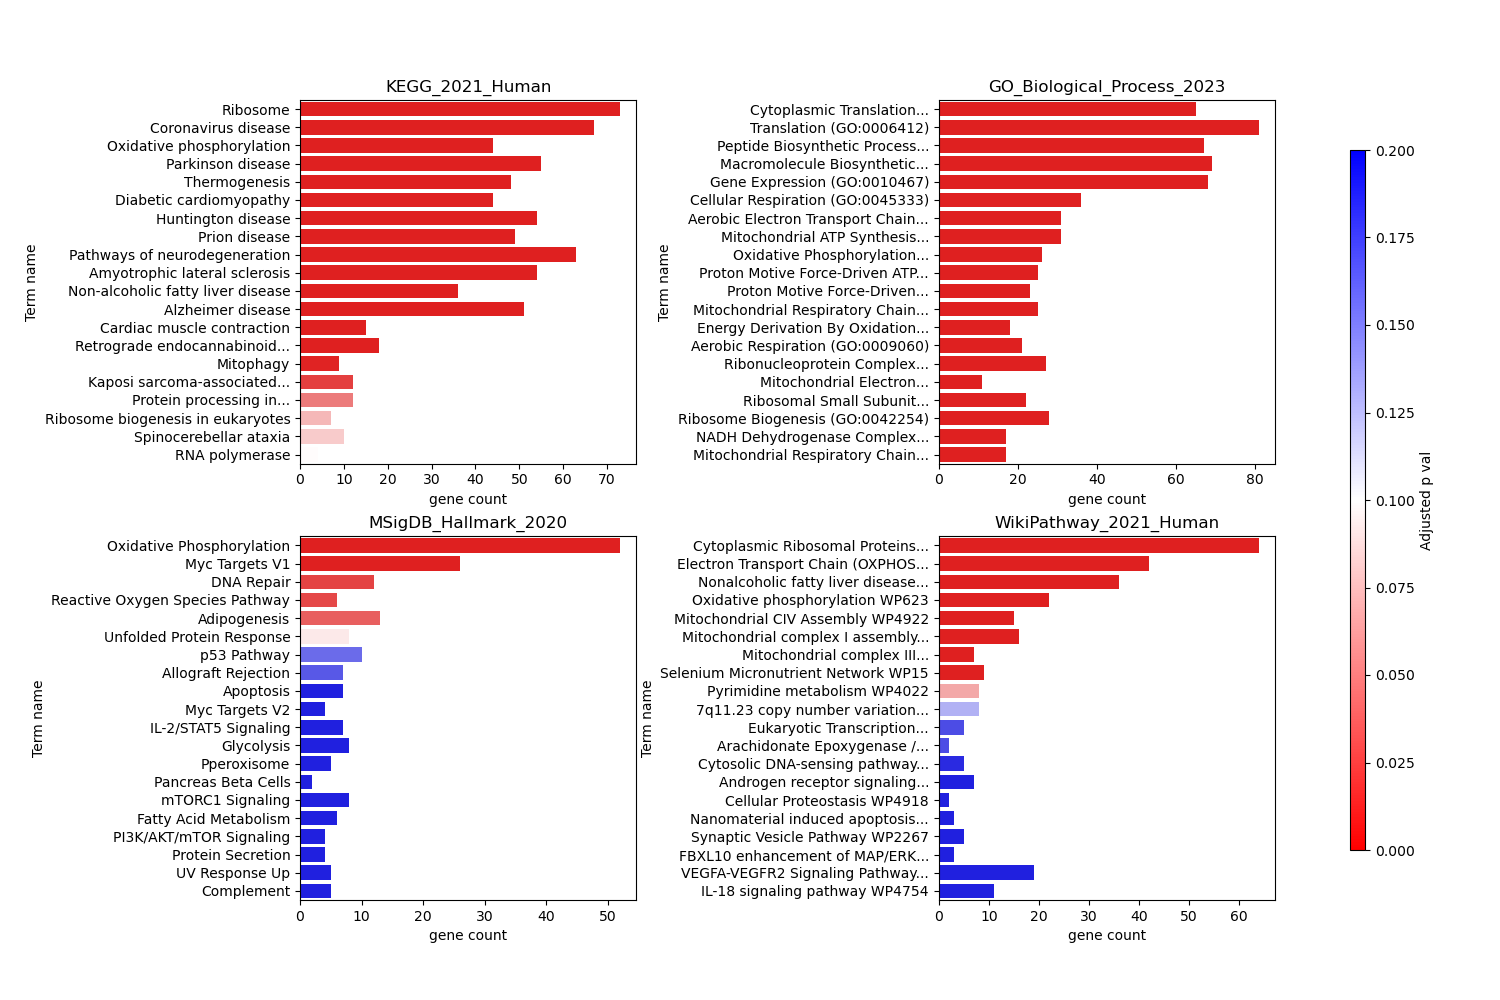 KEGG_2021_Human
Term name
Ribosome
Coronavirus disease
Oxidative phosphorylation
Parkinson disease
Thermogenesis
Diabetic cardiomyopathy
Huntington disease
Prion disease
Pathways of neurodegeneration
Amyotrophic lateral sclerosis
Non-alcoholic fatty liver disease
Alzheimer disease
Cardiac muscle contraction
Retrograde endocannabinoid...
Mitophagy
Kaposi sarcoma-associated...
Protein processing in...
Ribosome biogenesis in eukaryotes
Spinocerebellar ataxia
RNA polymerase
0 10 20 30 40 50 60 70
gene count
GO_Biological_Process_2023
Term name
Cytoplasmic Translation...
Translation (GO:0006412)
Peptide Biosynthetic Process...
Macromolecule Biosynthetic...
Gene Expression (GO:0010467)
Cellular Respiration (GO:0045333)
Aerobic Electron Transport Chain...
Mitochondrial ATP Synthesis...
Oxidative Phosphorylation...
Proton Motive Force-Driven ATP...
Proton Motive Force-Driven...
Mitochondrial Respiratory Chain...
Energy Derivation By Oxidation...
Aerobic Respiration (GO:0009060)
Ribonucleoprotein Complex...
Mitochondrial Electron...
Ribosomal Small Subunit...
Ribosome Biogenesis (GO:0042254)
NADH Dehydrogenase Complex...
Mitochondrial Respiratory Chain...
0 20 40 60 80
gene count
MSigDB_Hallmark_2020
Term name
Oxidative Phosphorylation
Myc Targets V1
DNA Repair
Reactive Oxygen Species Pathway
Adipogenesis
Unfolded Protein Response
p53 Pathway
Allograft Rejection
Apoptosis
Myc Targets V2
IL-2/STAT5 Signaling
Glycolysis
Pperoxisome
Pancreas Beta Cells
mTORC1 Signaling
Fatty Acid Metabolism
PI3K/AKT/mTOR Signaling
Protein Secretion
UV Response Up
Complement
0 10 20 30 40 50
gene count
WikiPathway_2021_Human
Term name
Cytoplasmic Ribosomal Proteins...
Electron Transport Chain (OXPHOS...
Nonalcoholic fatty liver disease...
Oxidative phosphorylation WP623
Mitochondrial CIV Assembly WP4922
Mitochondrial complex I assembly...
Mitochondrial complex III...
Selenium Micronutrient Network WP15
Pyrimidine metabolism WP4022
7q11.23 copy number variation...
Eukaryotic Transcription...
Arachidonate Epoxygenase /...
Cytosolic DNA-sensing pathway...
Androgen receptor signaling...
Cellular Proteostasis WP4918
Nanomaterial induced apoptosis...
Synaptic Vesicle Pathway WP2267
FBXL10 enhancement of MAP/ERK...
VEGFA-VEGFR2 Signaling Pathway...
IL-18 signaling pathway WP4754
0 10 20 30 40 50 60
gene count
0.200
0.175
0.150
0.125
0.100
0.075
0.050
0.025
0.000
Adjusted p val